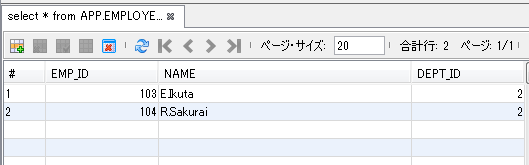 select * from APP.EMPLOYE...
ページ・サイズ: 20 合計行: 2 ページ: 1/1
# EMP_ID NAME DEPT_ID
1 103 E.Ikuta 2
2 104 R.Sakurai 2